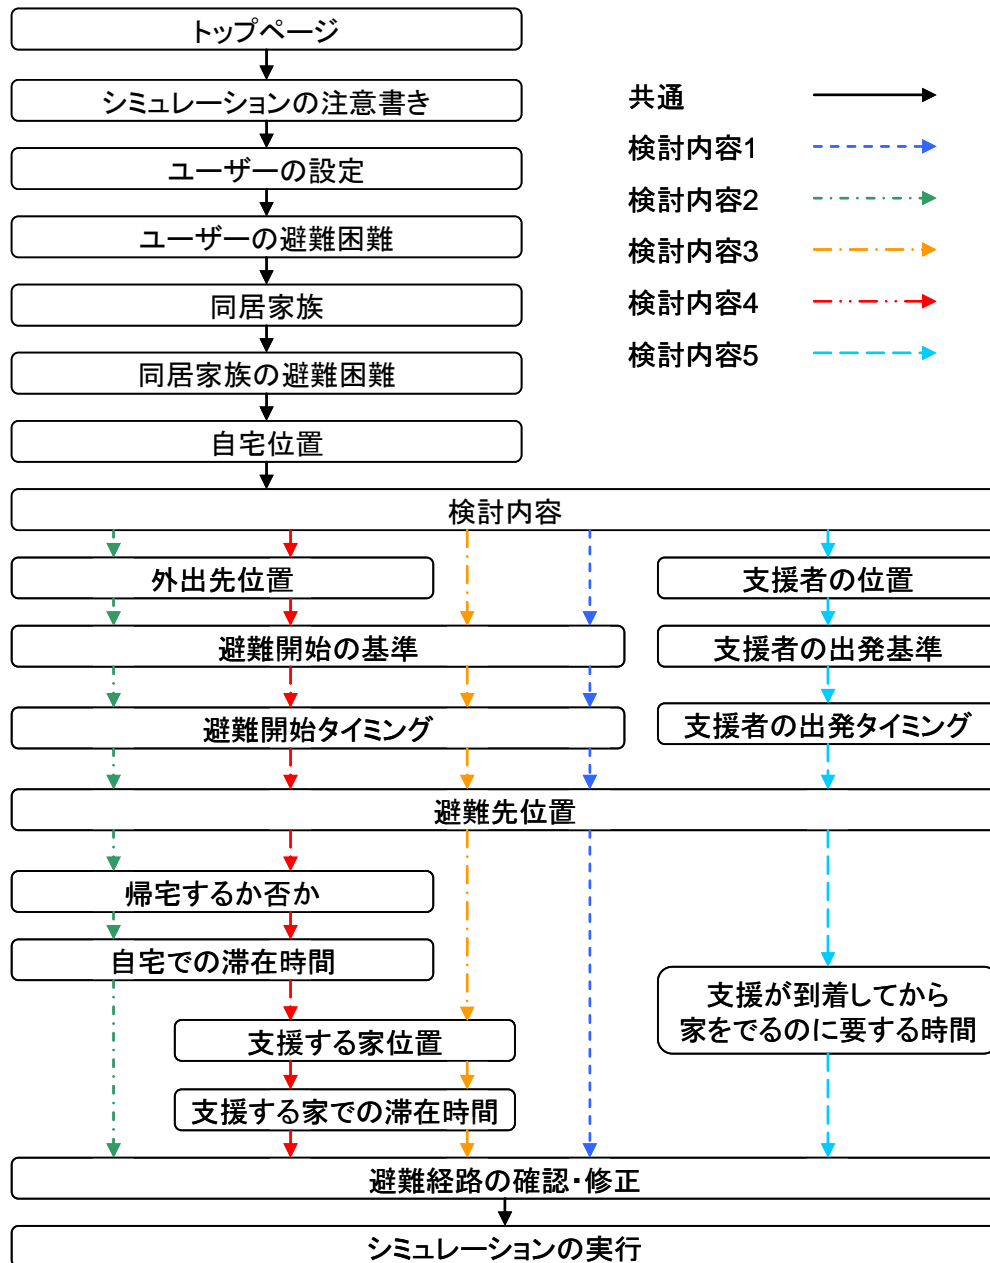 トップページ
シミュレーションの注意書き
ユーザーの設定
ユーザーの避難困難
同居家族
同居家族の避難困難
自宅位置
共通
検討内容1
検討内容2
検討内容3
検討内容4
検討内容5
検討内容
外出先位置
支援者の位置
避難開始の基準
支援者の出発基準
避難開始タイミング
支援者の出発タイミング
避難先位置
帰宅するか否か
自宅での滞在時間
支援が到着してから
家をでるのに要する時間
支援する家位置
支援する家での滞在時間
避難経路の確認・修正
シミュレーションの実行